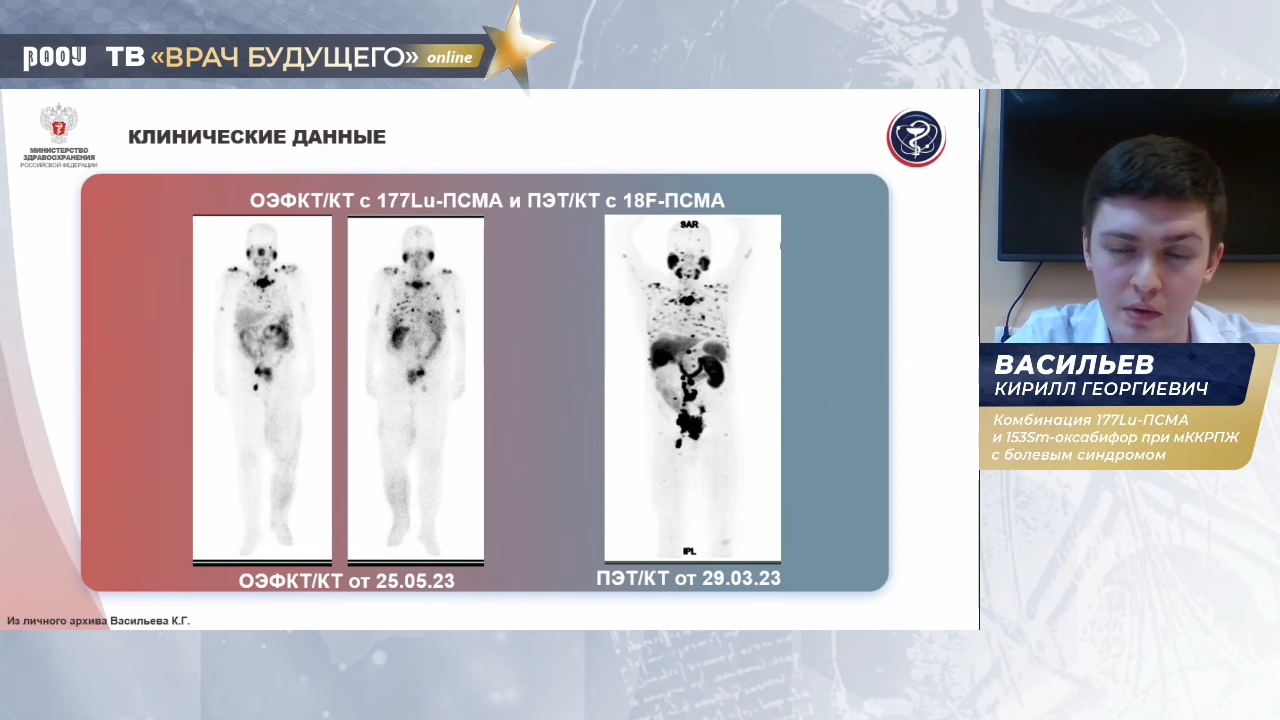 РООУ ТВ «ВРАЧ БУДУЩЕГО» online
МИНИСТЕРСТВО
ЗДРАВООХРАНЕНИЯ
РОССИЙСКОЙ ФЕДЕРАЦИИ
КЛИНИЧЕСКИЕ ДАННЫЕ
ОЭФКТ/КТ с 177Lu-ПСМА и ПЭТ/КТ с 18F-ПСМА
SAR
IPL
ОЭФКТ/КТ от 25.05.23
ПЭТ/КТ от 29.03.23
Из личного архива Васильева К.Г.
ВАСИЛЬЕВ
КИРИЛЛ ГЕОРГИЕВИЧ
Комбинация 177Lu-ПСМА
и 153Sm-оксабифор при мККРПЖ
с болевым синдромом